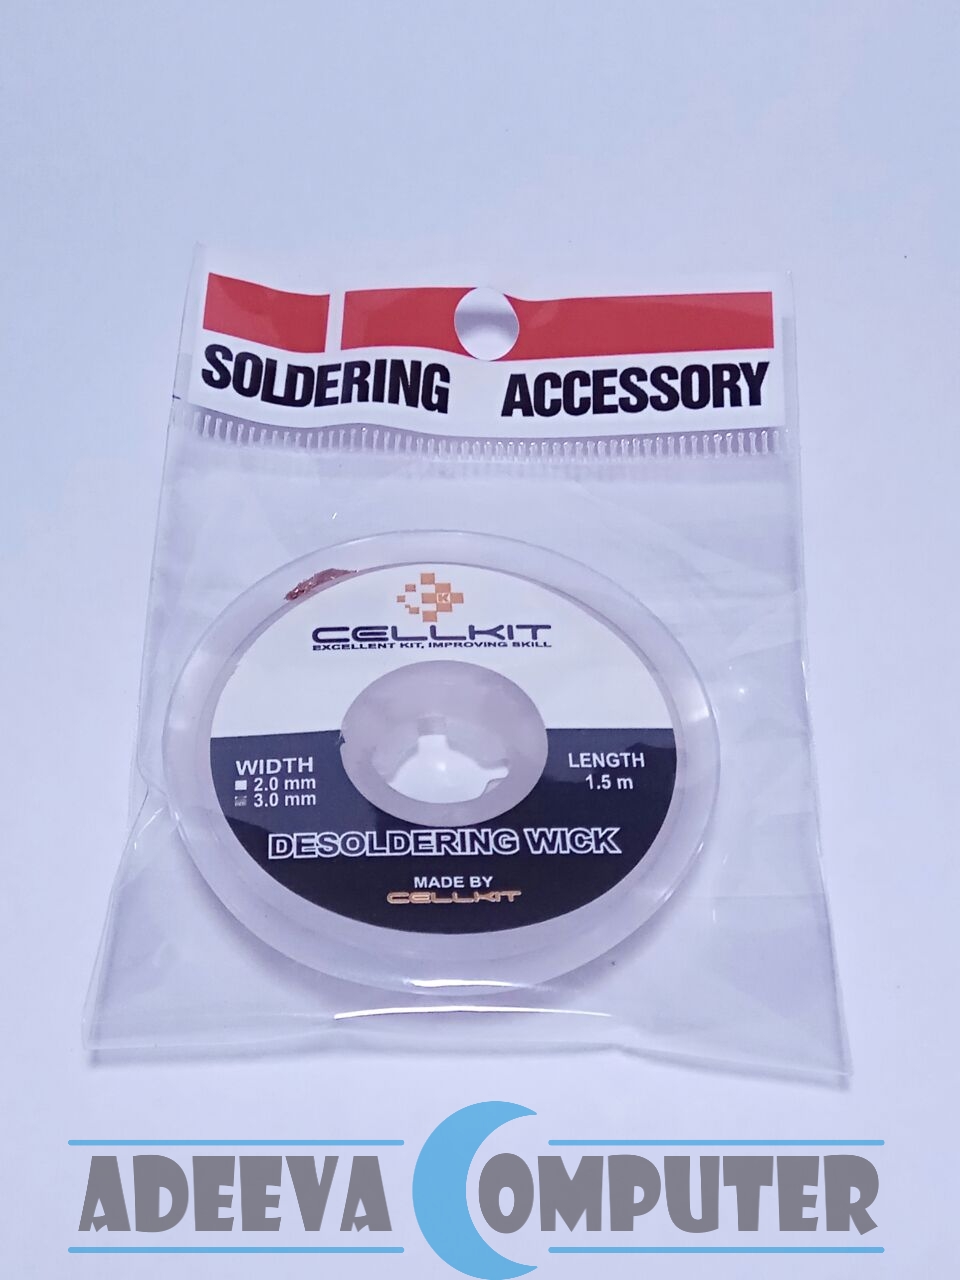 SOLDERING ACCESSORY
K
CELLKIT
EXCELLENT KIT, IMPROVING SKILL
WIDTH
2.0 mm
3.0 mm
LENGTH
1.5 m
DESOLDERING WICK
MADE BY
CELLKIT
ADEEVA COMPUTER